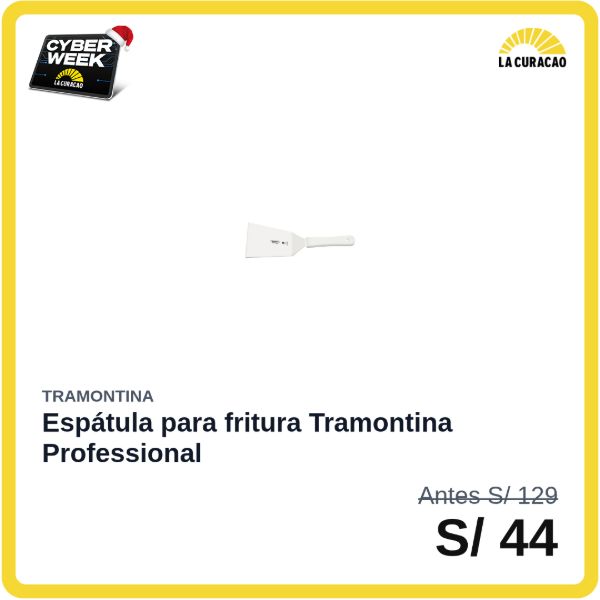 CYBER
WEEK
LA CURACAO
LA CURACAO
TRAMONTINA
Espátula para fritura Tramontina
Professional
Antes S/ 129
S/ 44